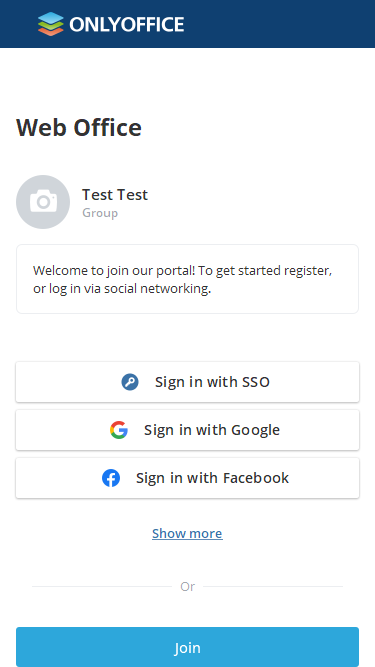 ONLYOFFICE
Web Office
Test Test
Group
Welcome to join our portal! To get started register,
or log in via social networking.
Sign in with SSO
Sign in with Google
Sign in with Facebook
Show more
Or
Join